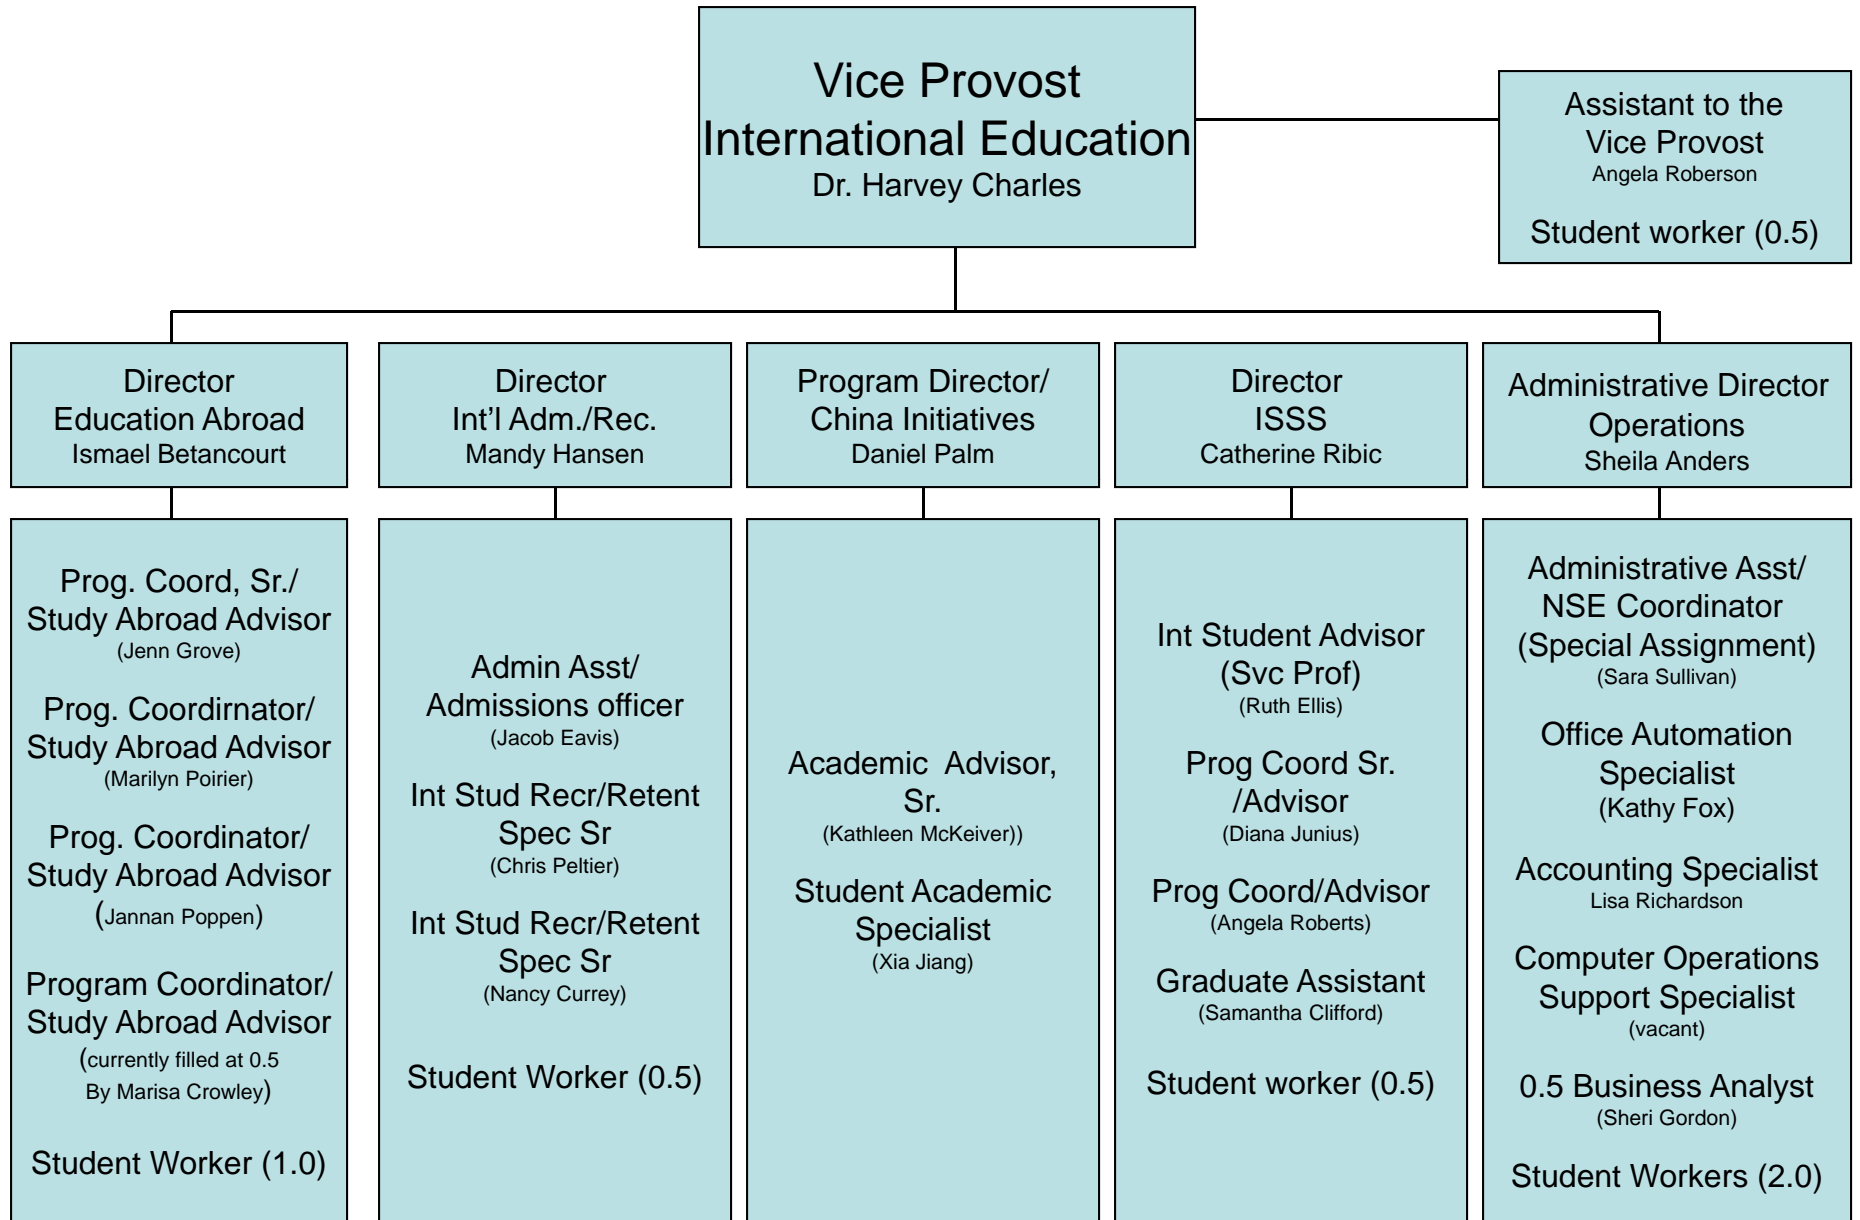 Vice Provost
International Education
Dr. Harvey Charles
Assistant to the
Vice Provost
Angela Roberson
Student worker (0.5)
Director
Education Abroad
Ismael Betancourt
Director
Int’l Adm./Rec.
Mandy Hansen
Program Director/
China Initiatives
Daniel Palm
Director
ISSS
Catherine Ribic
Administrative Director
Operations
Sheila Anders
Prog. Coord, Sr./
Study Abroad Advisor
(Jenn Grove)
Prog. Coordirnator/
Study Abroad Advisor
(Marilyn Poirier)
Prog. Coordinator/
Study Abroad Advisor
(Jannan Poppen)
Program Coordinator/
Study Abroad Advisor
(currently filled at 0.5
By Marisa Crowley)
Student Worker (1.0)
Admin Asst/
Admissions officer
(Jacob Eavis)
Int Stud Recr/Retent
Spec Sr
(Chris Peltier)
Int Stud Recr/Retent
Spec Sr
(Nancy Currey)
Student Worker (0.5)
Academic  Advisor,
Sr.
(Kathleen McKeiver))
Student Academic
Specialist
(Xia Jiang)
Int Student Advisor
(Svc Prof)
(Ruth Ellis)
Prog Coord Sr.
/Advisor
(Diana Junius)
Prog Coord/Advisor
(Angela Roberts)
Graduate Assistant
(Samantha Clifford)
Student worker (0.5)
Administrative Asst/
NSE Coordinator
(Special Assignment)
(Sara Sullivan)
Office Automation
Specialist
(Kathy Fox)
Accounting Specialist
Lisa Richardson
Computer Operations
Support Specialist
(vacant)
0.5 Business Analyst
(Sheri Gordon)
Student Workers (2.0)